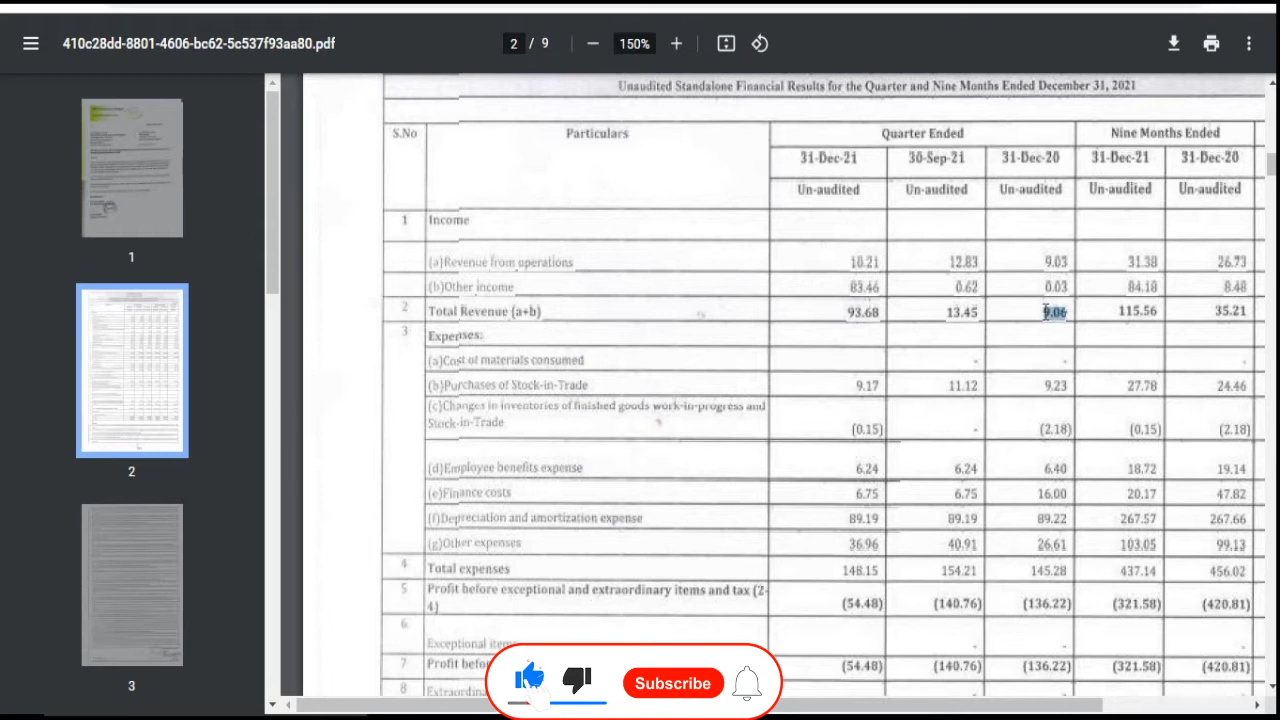 410c28dd-8801-4606-bc62-5c537f93aa80.pdf 2 / 9 150%
Unaudited Standalone Financial Results for the Quarter and Nine Months Ended December 31, 2021
S.No Particulars Quarter Ended Nine Months Ended
31-Dec-21 30-Sep-21 31-Dec-20 31-Dec-21 31-Dec-20
Un-audited Un-audited Un-audited Un-audited Un-audited
1 Income
(a)Revenue from operations 10.21 12.83 9.03 31.38 26.73
(b)Other income 83.46 0.62 0.03 84.18 8.48
2 Total Revenue (a+b) 93.68 13.45 9.06 115.56 35.21
3 Expenses:
(a)Cost of materials consumed - - -
(b)Purchases of Stock-in-Trade 9.17 11.12 9.23 27.78 24.46
(c)Changes in inventories of finished goods work-in-progress and
Stock-in-Trade (0.15) - (2.18) (0.15) (2.18)
(d)Employee benefits expense 6.24 6.24 6.40 18.72 19.14
(e)Finance costs 6.75 6.75 16.00 20.17 47.82
(f)Depreciation and amortization expense 89.19 89.19 89.22 267.57 267.66
(g)Other expenses 36.96 40.91 26.61 103.05 99.13
4 Total expenses 148.15 154.21 145.28 437.14 456.02
5 Profit before exceptional and extraordinary items and tax (2-
4) (54.48) (140.76) (136.22) (321.58) (420.81)
6
Exceptional items - - - -
7 Profit (54.48) (140.76) (136.22) (321.58) (420.81)
8
1
2
3
Subscribe